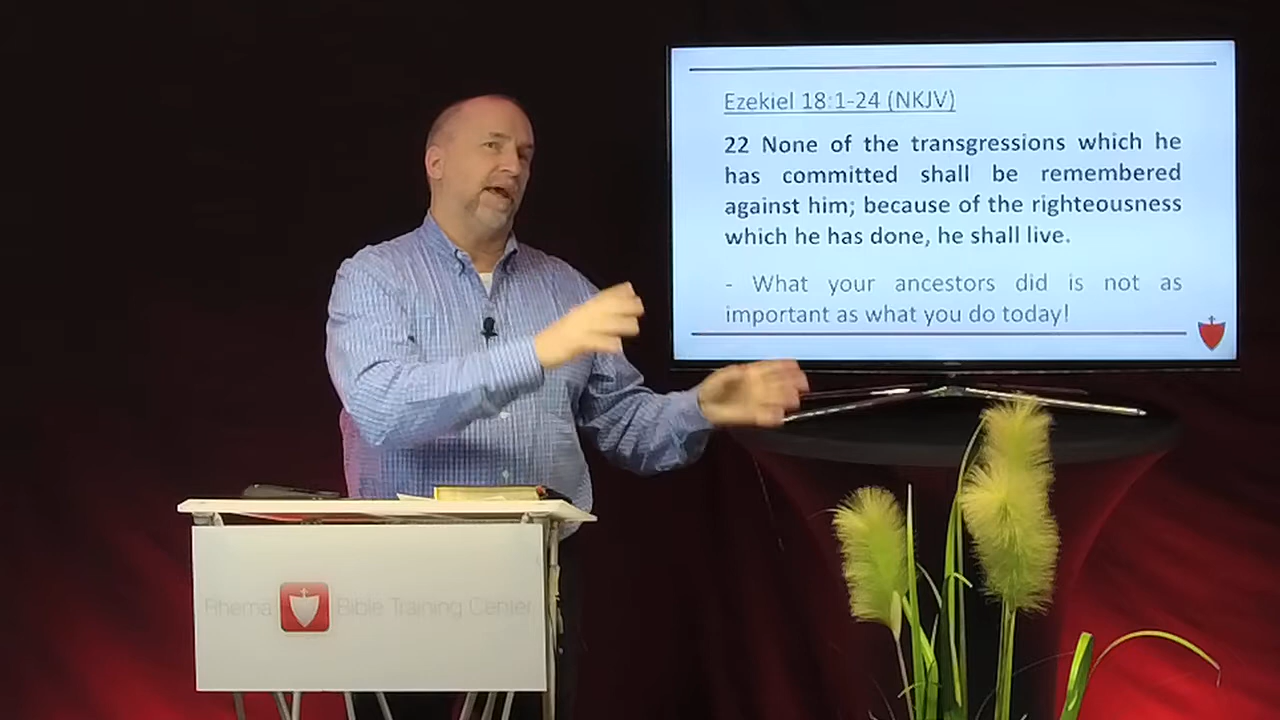 Ezekiel 18:1-24 (NKJV)
22 None of the transgressions which he
has committed shall be remembered
against him; because of the righteousness
which he has done, he shall live.
- What your ancestors did is not as
important as what you do today!
Rhema Bible Training Center